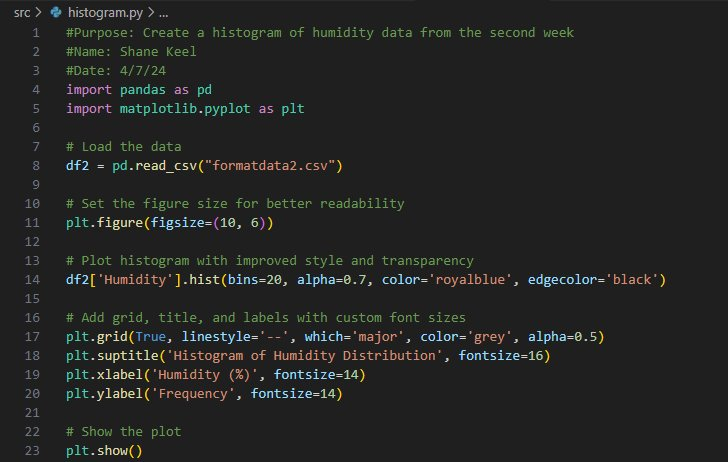 src > histogram.py > ...
1 #Purpose: Create a histogram of humidity data from the second week
2 #Name: Shane Keel
3 #Date: 4/7/24
4 import pandas as pd
5 import matplotlib.pyplot as plt
6
7 # Load the data
8 df2 = pd.read_csv("formatdata2.csv")
9
10 # Set the figure size for better readability
11 plt.figure(figsize=(10, 6))
12
13 # Plot histogram with improved style and transparency
14 df2['Humidity'].hist(bins=20, alpha=0.7, color='royalblue', edgecolor='black')
15
16 # Add grid, title, and labels with custom font sizes
17 plt.grid(True, linestyle='--', which='major', color='grey', alpha=0.5)
18 plt.suptitle('Histogram of Humidity Distribution', fontsize=16)
19 plt.xlabel('Humidity (%)', fontsize=14)
20 plt.ylabel('Frequency', fontsize=14)
21
22 # Show the plot
23 plt.show()